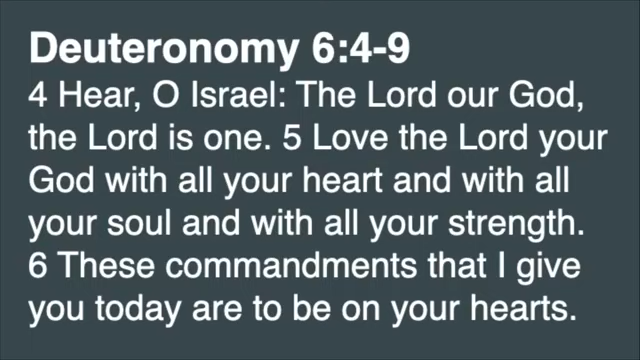 Deuteronomy 6:4-9
4 Hear, O Israel: The Lord our God,
the Lord is one. 5 Love the Lord your
God with all your heart and with all
your soul and with all your strength.
6 These commandments that I give
you today are to be on your hearts.